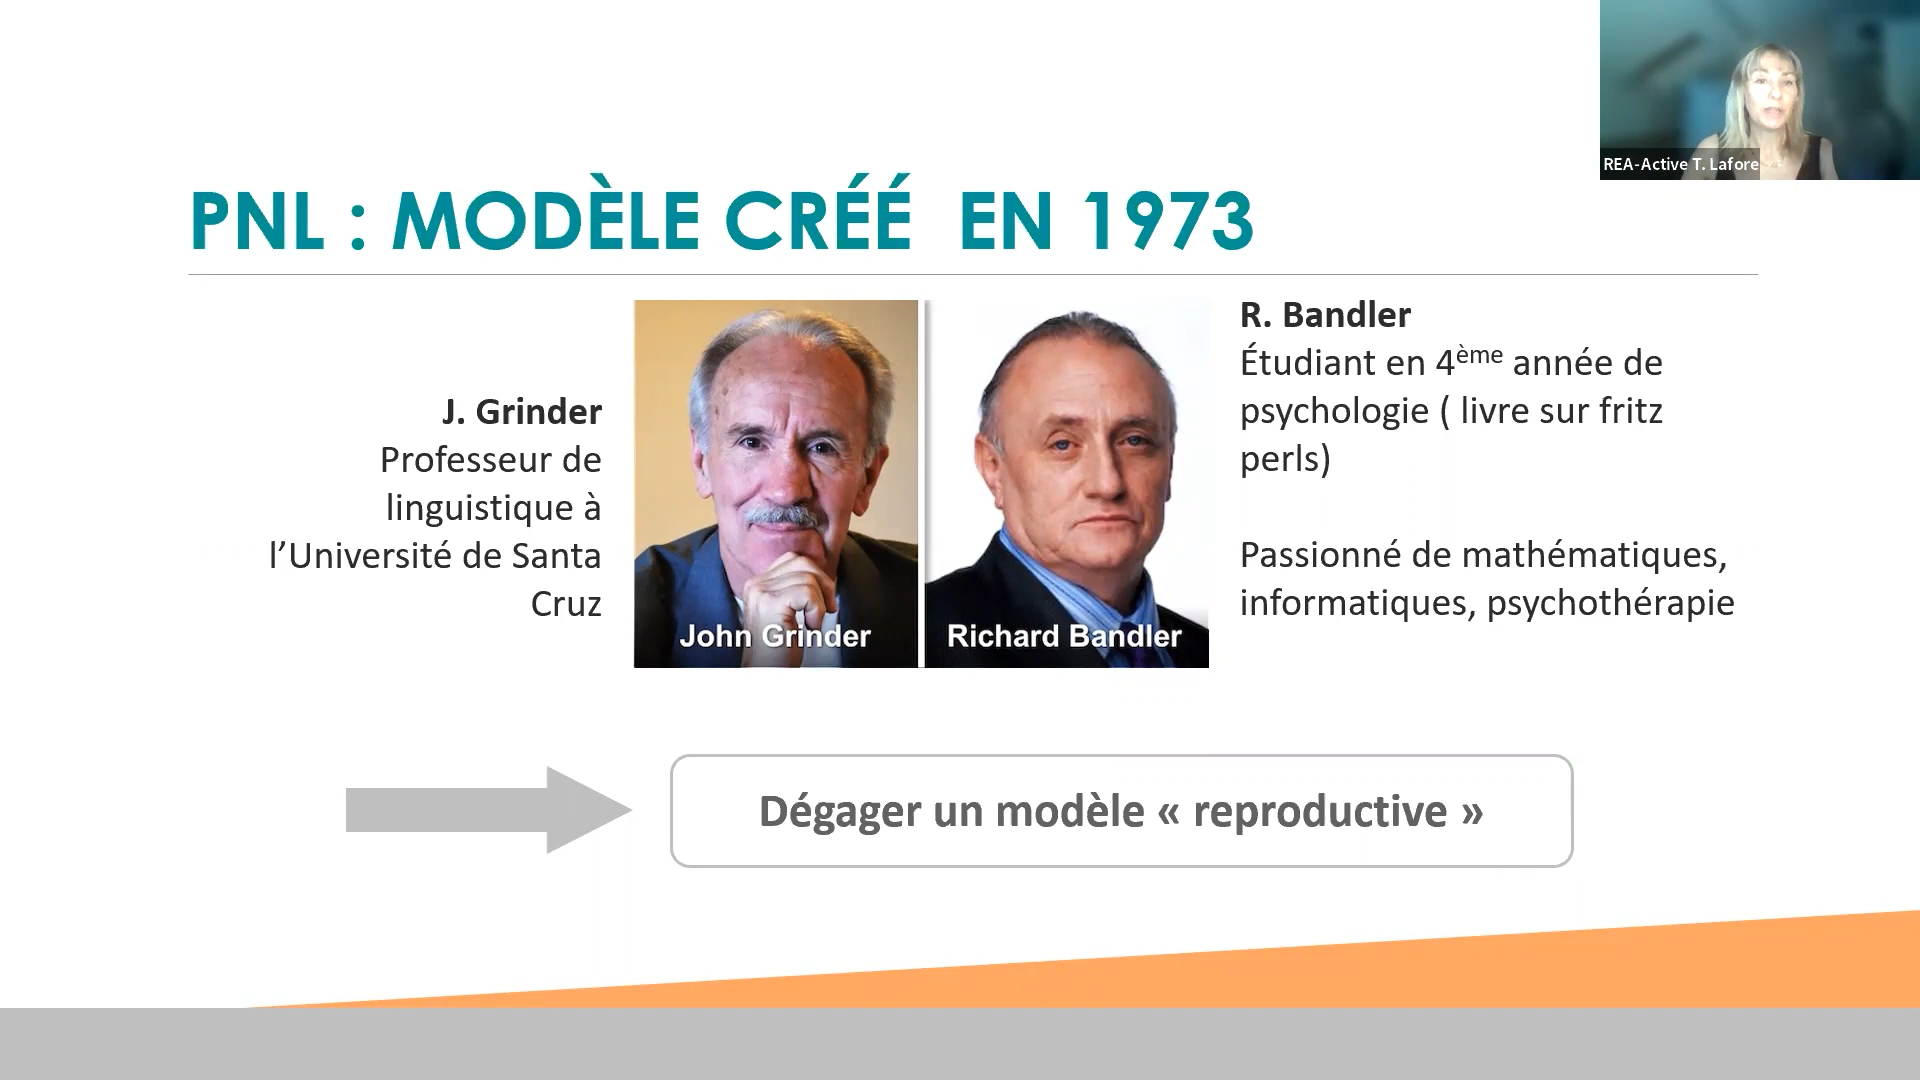 REA-Active T. Lafore
PNL : MODÈLE CRÉÉ  EN 1973
J. Grinder
Professeur de
linguistique à
l’Université de Santa
Cruz
John Grinder
Richard Bandler
R. Bandler
Étudiant en 4ème année de
psychologie ( livre sur fritz
perls)
Passionné de mathématiques,
informatiques, psychothérapie
Dégager un modèle « reproductive »